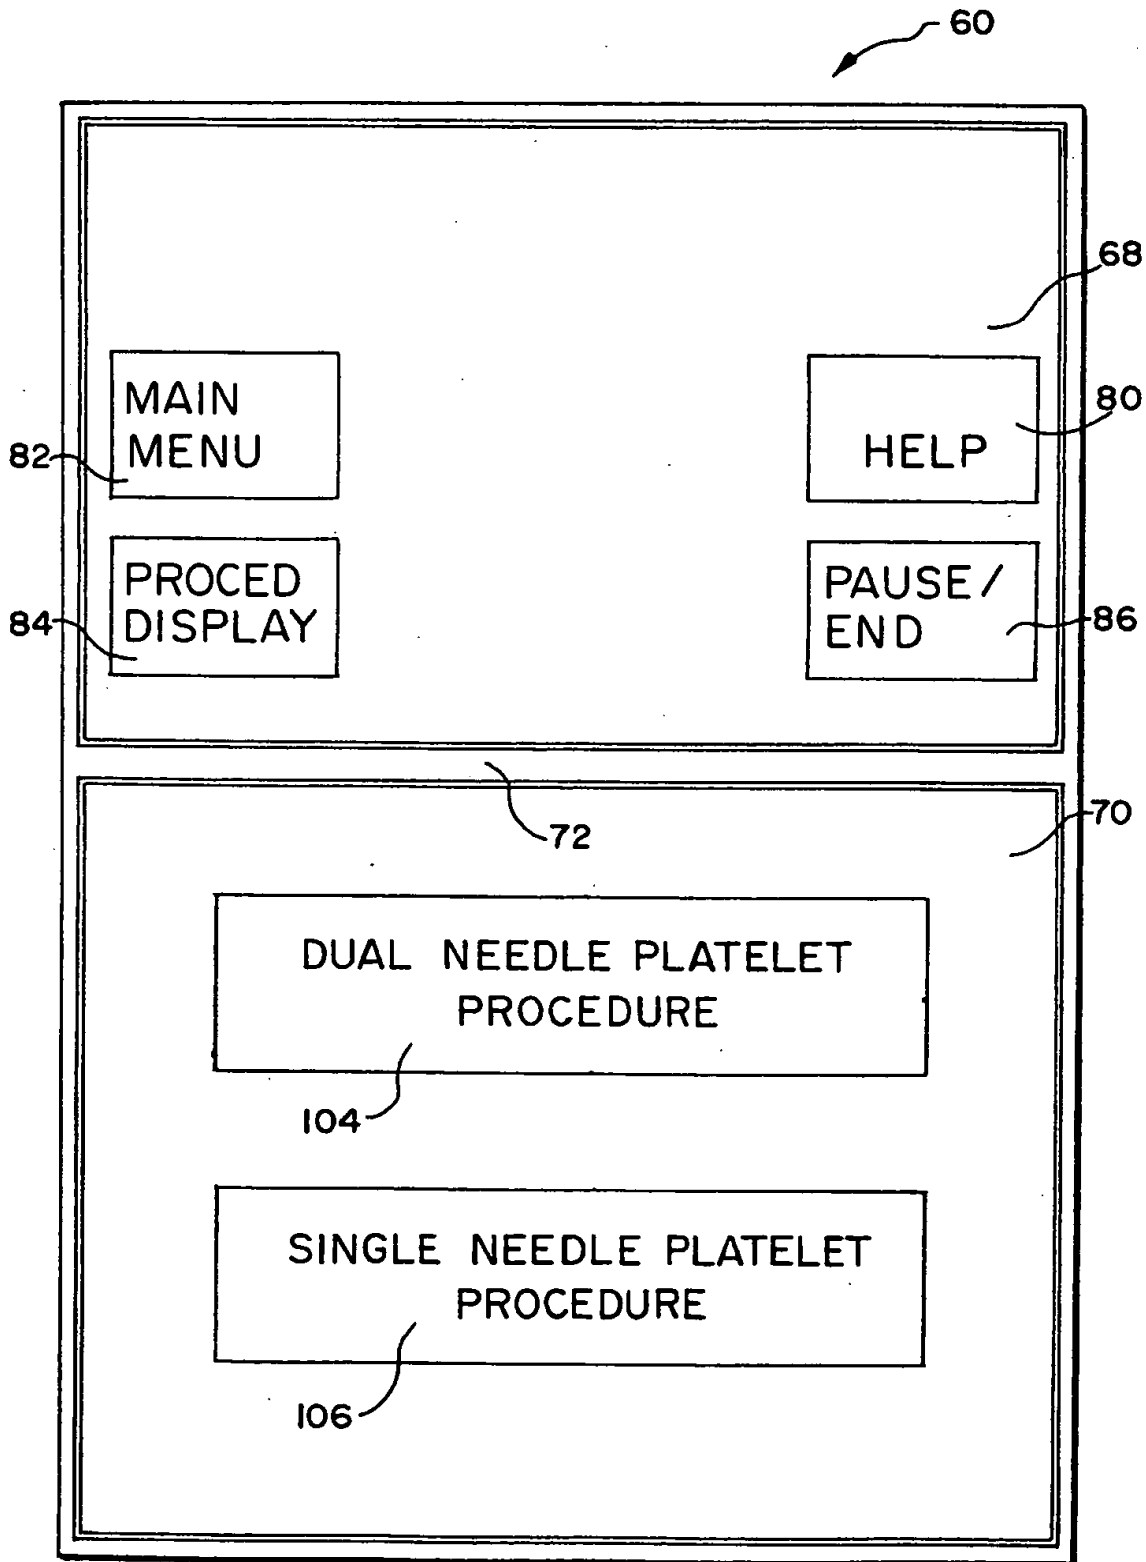 60
68
MAIN
MENU
82
80
HELP
PROCED
DISPLAY
84
PAUSE/
END
86
72
70
DUAL NEEDLE PLATELET
PROCEDURE
104
SINGLE NEEDLE PLATELET
PROCEDURE
106